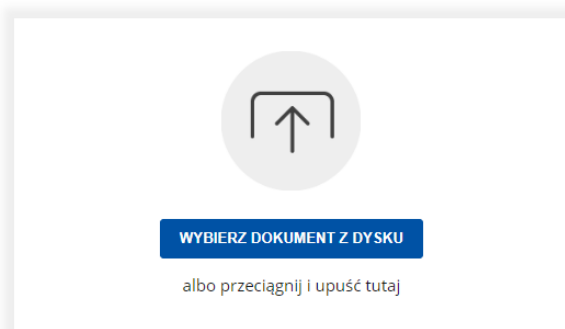 WYBIERZ DOKUMENT Z DYSKU
albo przeciągnij i upuść tutaj